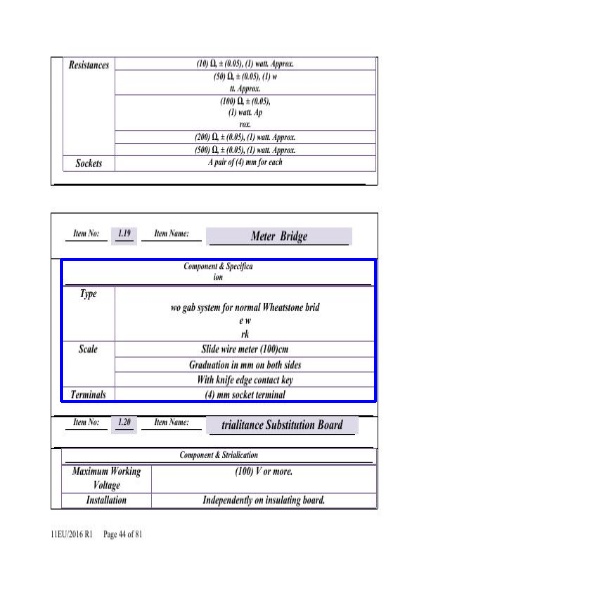 Resistances
(10) Ω, ± (0.05), (1) watt. Approx.
(50) Ω, ± (0.05), (1) w
tt. Approx.
(100) Ω, ± (0.05),
(1) watt. Ap
rox.
(200) Ω, ± (0.05), (1) watt. Approx.
(500) Ω, ± (0.05), (1) watt. Approx.
Sockets A pair of (4) mm for each
Item No: 1.19 Item Name: Meter Bridge
Component & Specifica
ion
Type
wo gab system for normal Wheatstone brid
e w
rk
Scale Slide wire meter (100)cm
Graduation in mm on both sides
With knife edge contact key
Terminals (4) mm socket terminal
Item No: 1.20 Item Name: trialitance Substitution Board
Component & Strialication
Maximum Working (100) V or more.
Voltage
Installation Independently on insulating board.
11EU/2016 R1 Page 44 of 81